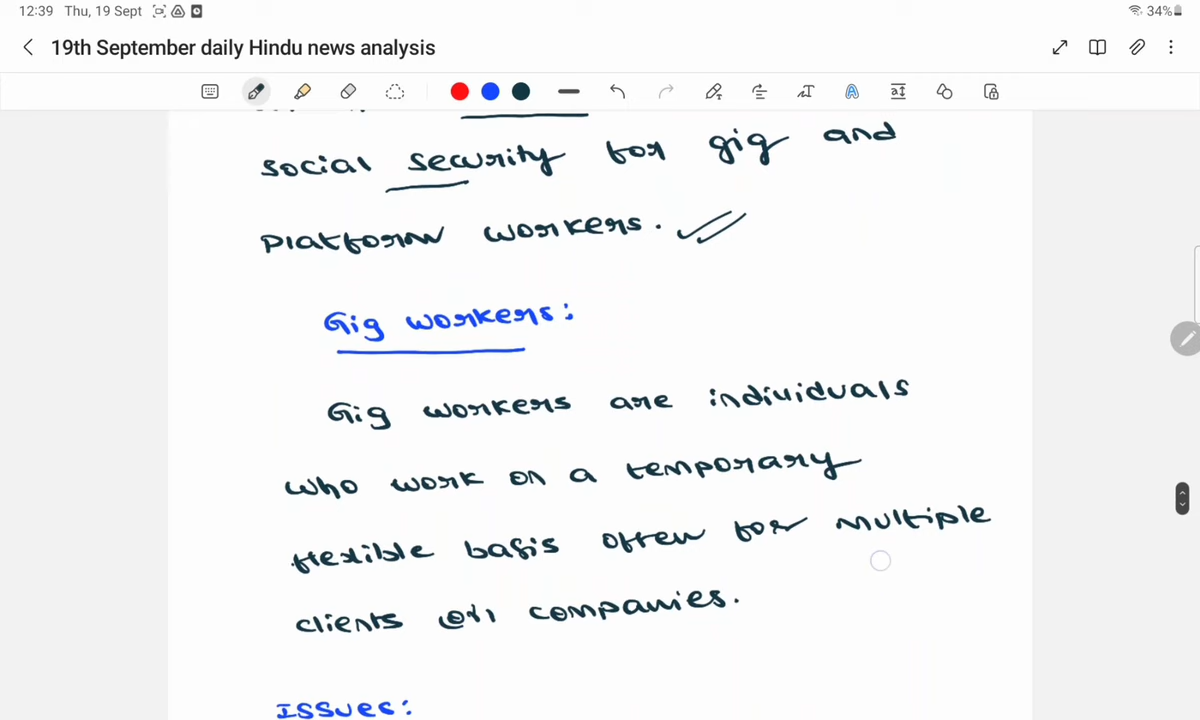 12:39 Thu, 19 Sept 34%
19th September daily Hindu news analysis
social security for gig and
platform workers.
Gig workers:
Gig workers are individuals
who work on a temporary
flexible basis often for multiple
clients (or) companies.
Issues: